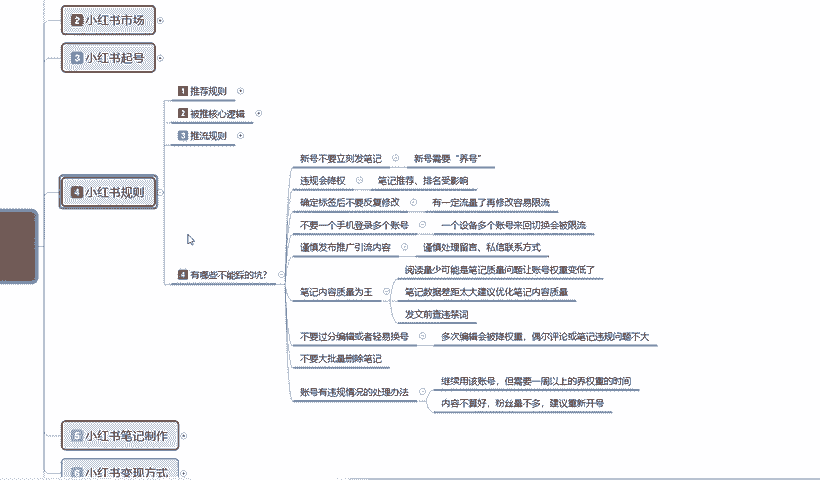 2 小红书市场
3 小红书起号
1 推荐规则
2 被推核心逻辑
3 推流规则
4 小红书规则
4 有哪些不能踩的坑？
新号不要立刻发笔记 新号需要“养号”
违规会降权 笔记推荐、排名受影响
确定标签后不要反复修改 有一定流量了再修改容易限流
不要一个手机登录多个账号 一个设备多个账号来回切换会被限流
谨慎发布推广引流内容 谨慎处理留言、私信联系方式
笔记内容质量为王
阅读量少可能是笔记质量问题让账号权重变低了
笔记数据差距太大建议优化笔记内容质量
发文前查违禁词
不要过分编辑或者轻易换号 多次编辑会被降权重，偶尔评论或笔记违规问题不大
不要大批量删除笔记
账号有违规情况的处理办法
继续用该账号，但需要一周以上的养权重的时间
内容不算好，粉丝量不多，建议重新开号
5 小红书笔记制作
6 小红书变现方式